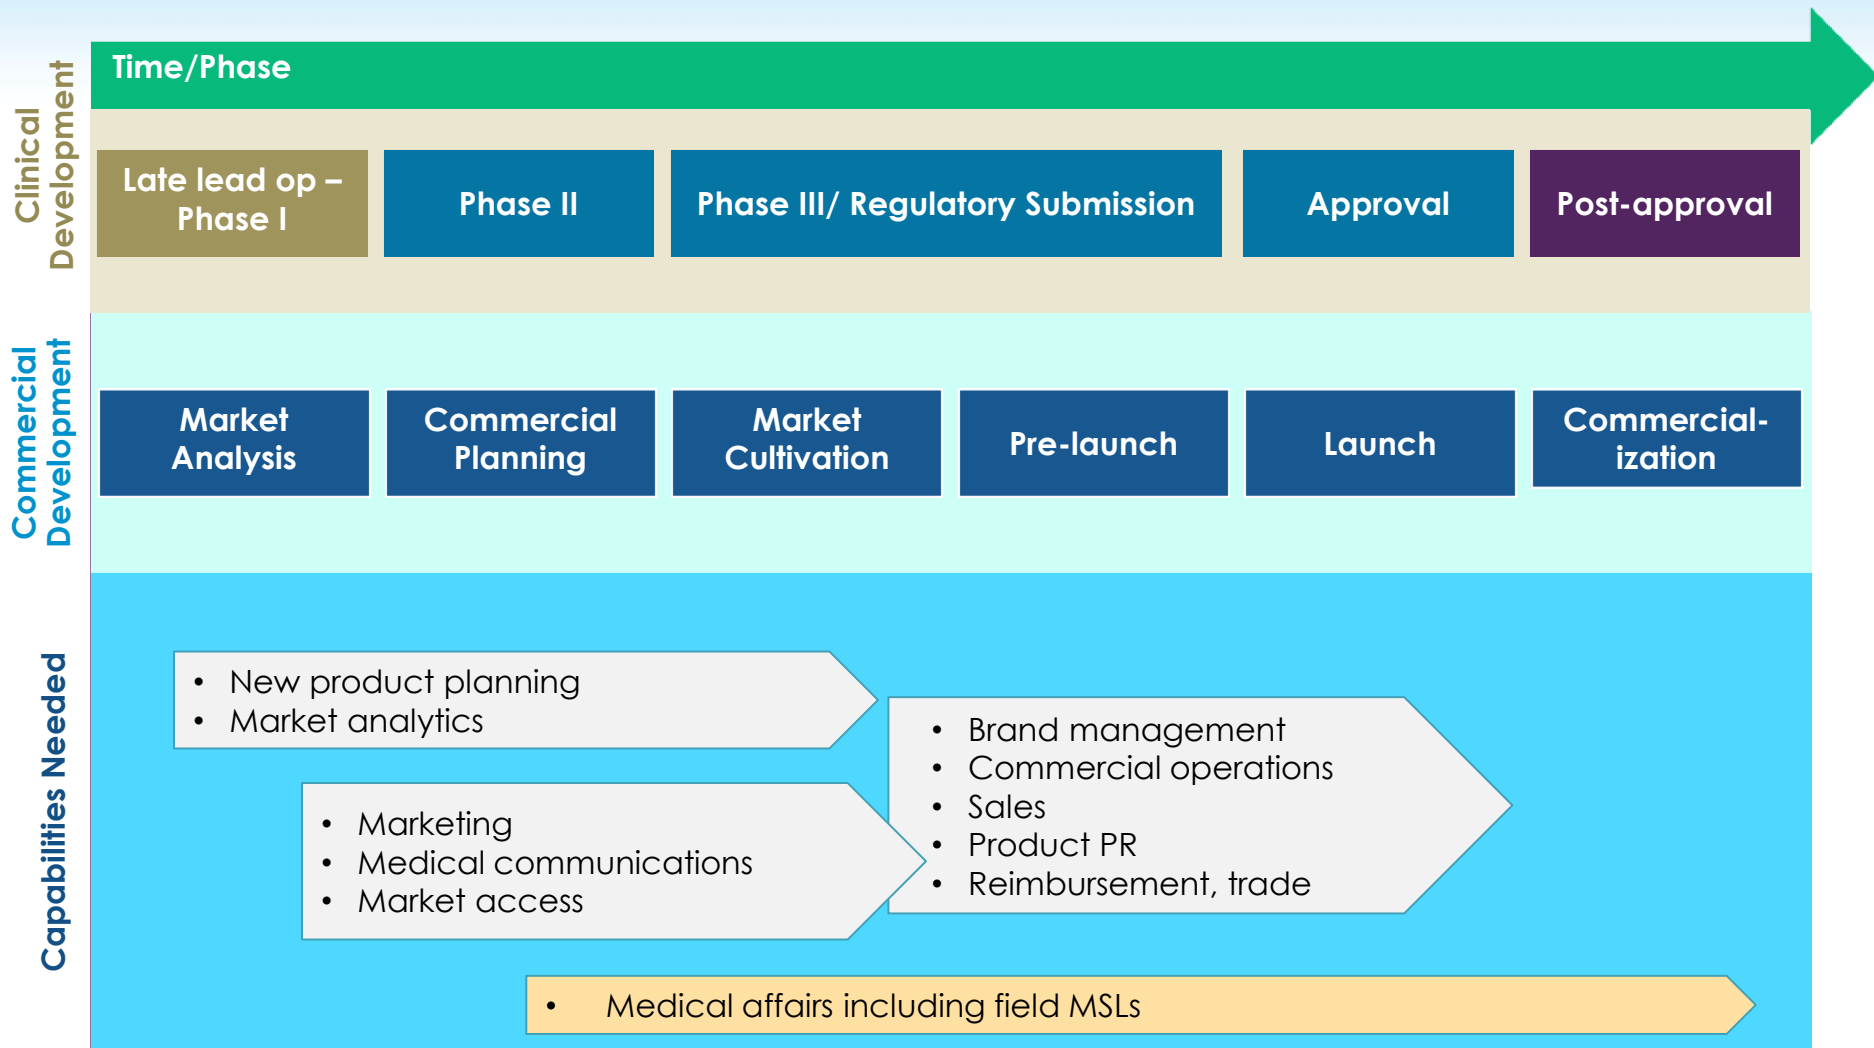 Time/Phase
Clinical
Development
Late lead op –
Phase I
Phase II
Phase III/ Regulatory Submission
Approval
Post-approval
Commercial
Development
Market
Analysis
Commercial
Planning
Market
Cultivation
Pre-launch
Launch
Commercial-
ization
Capabilities Needed
• New product planning
• Market analytics
• Marketing
• Medical communications
• Market access
• Brand management
• Commercial operations
• Sales
• Product PR
• Reimbursement, trade
• Medical affairs including field MSLs